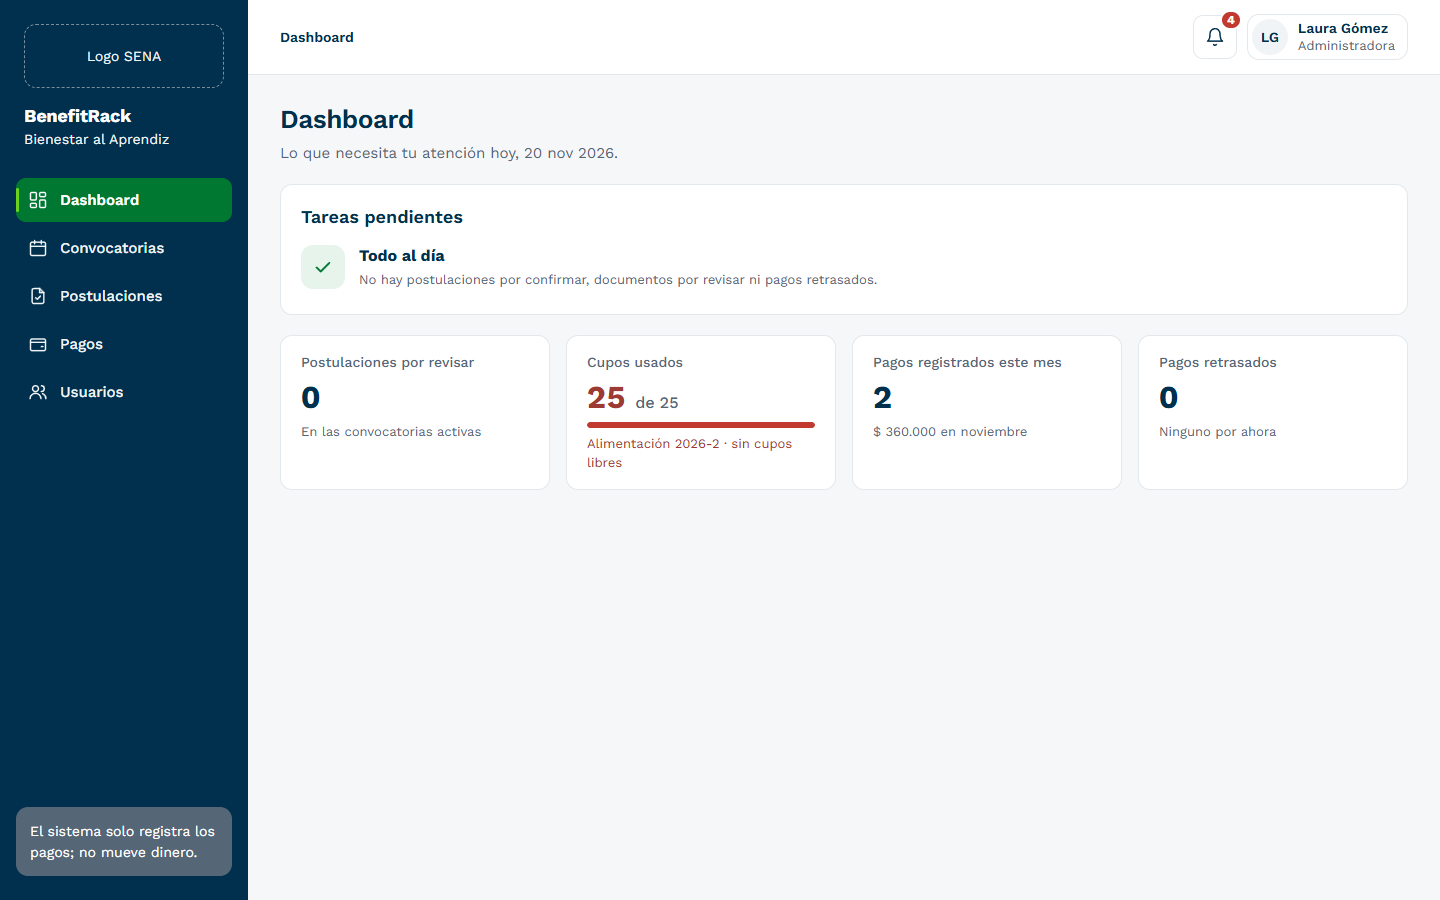 Logo SENA
BenefitRack
Bienestar al Aprendiz
Dashboard
Convocatorias
Postulaciones
Pagos
Usuarios
El sistema solo registra los
pagos; no mueve dinero.
Dashboard
4
LG
Laura Gómez
Administradora
Dashboard
Lo que necesita tu atención hoy, 20 nov 2026.
Tareas pendientes
Todo al día
No hay postulaciones por confirmar, documentos por revisar ni pagos retrasados.
Postulaciones por revisar
0
En las convocatorias activas
Cupos usados
25 de 25
Alimentación 2026-2 · sin cupos
libres
Pagos registrados este mes
2
$ 360.000 en noviembre
Pagos retrasados
0
Ninguno por ahora